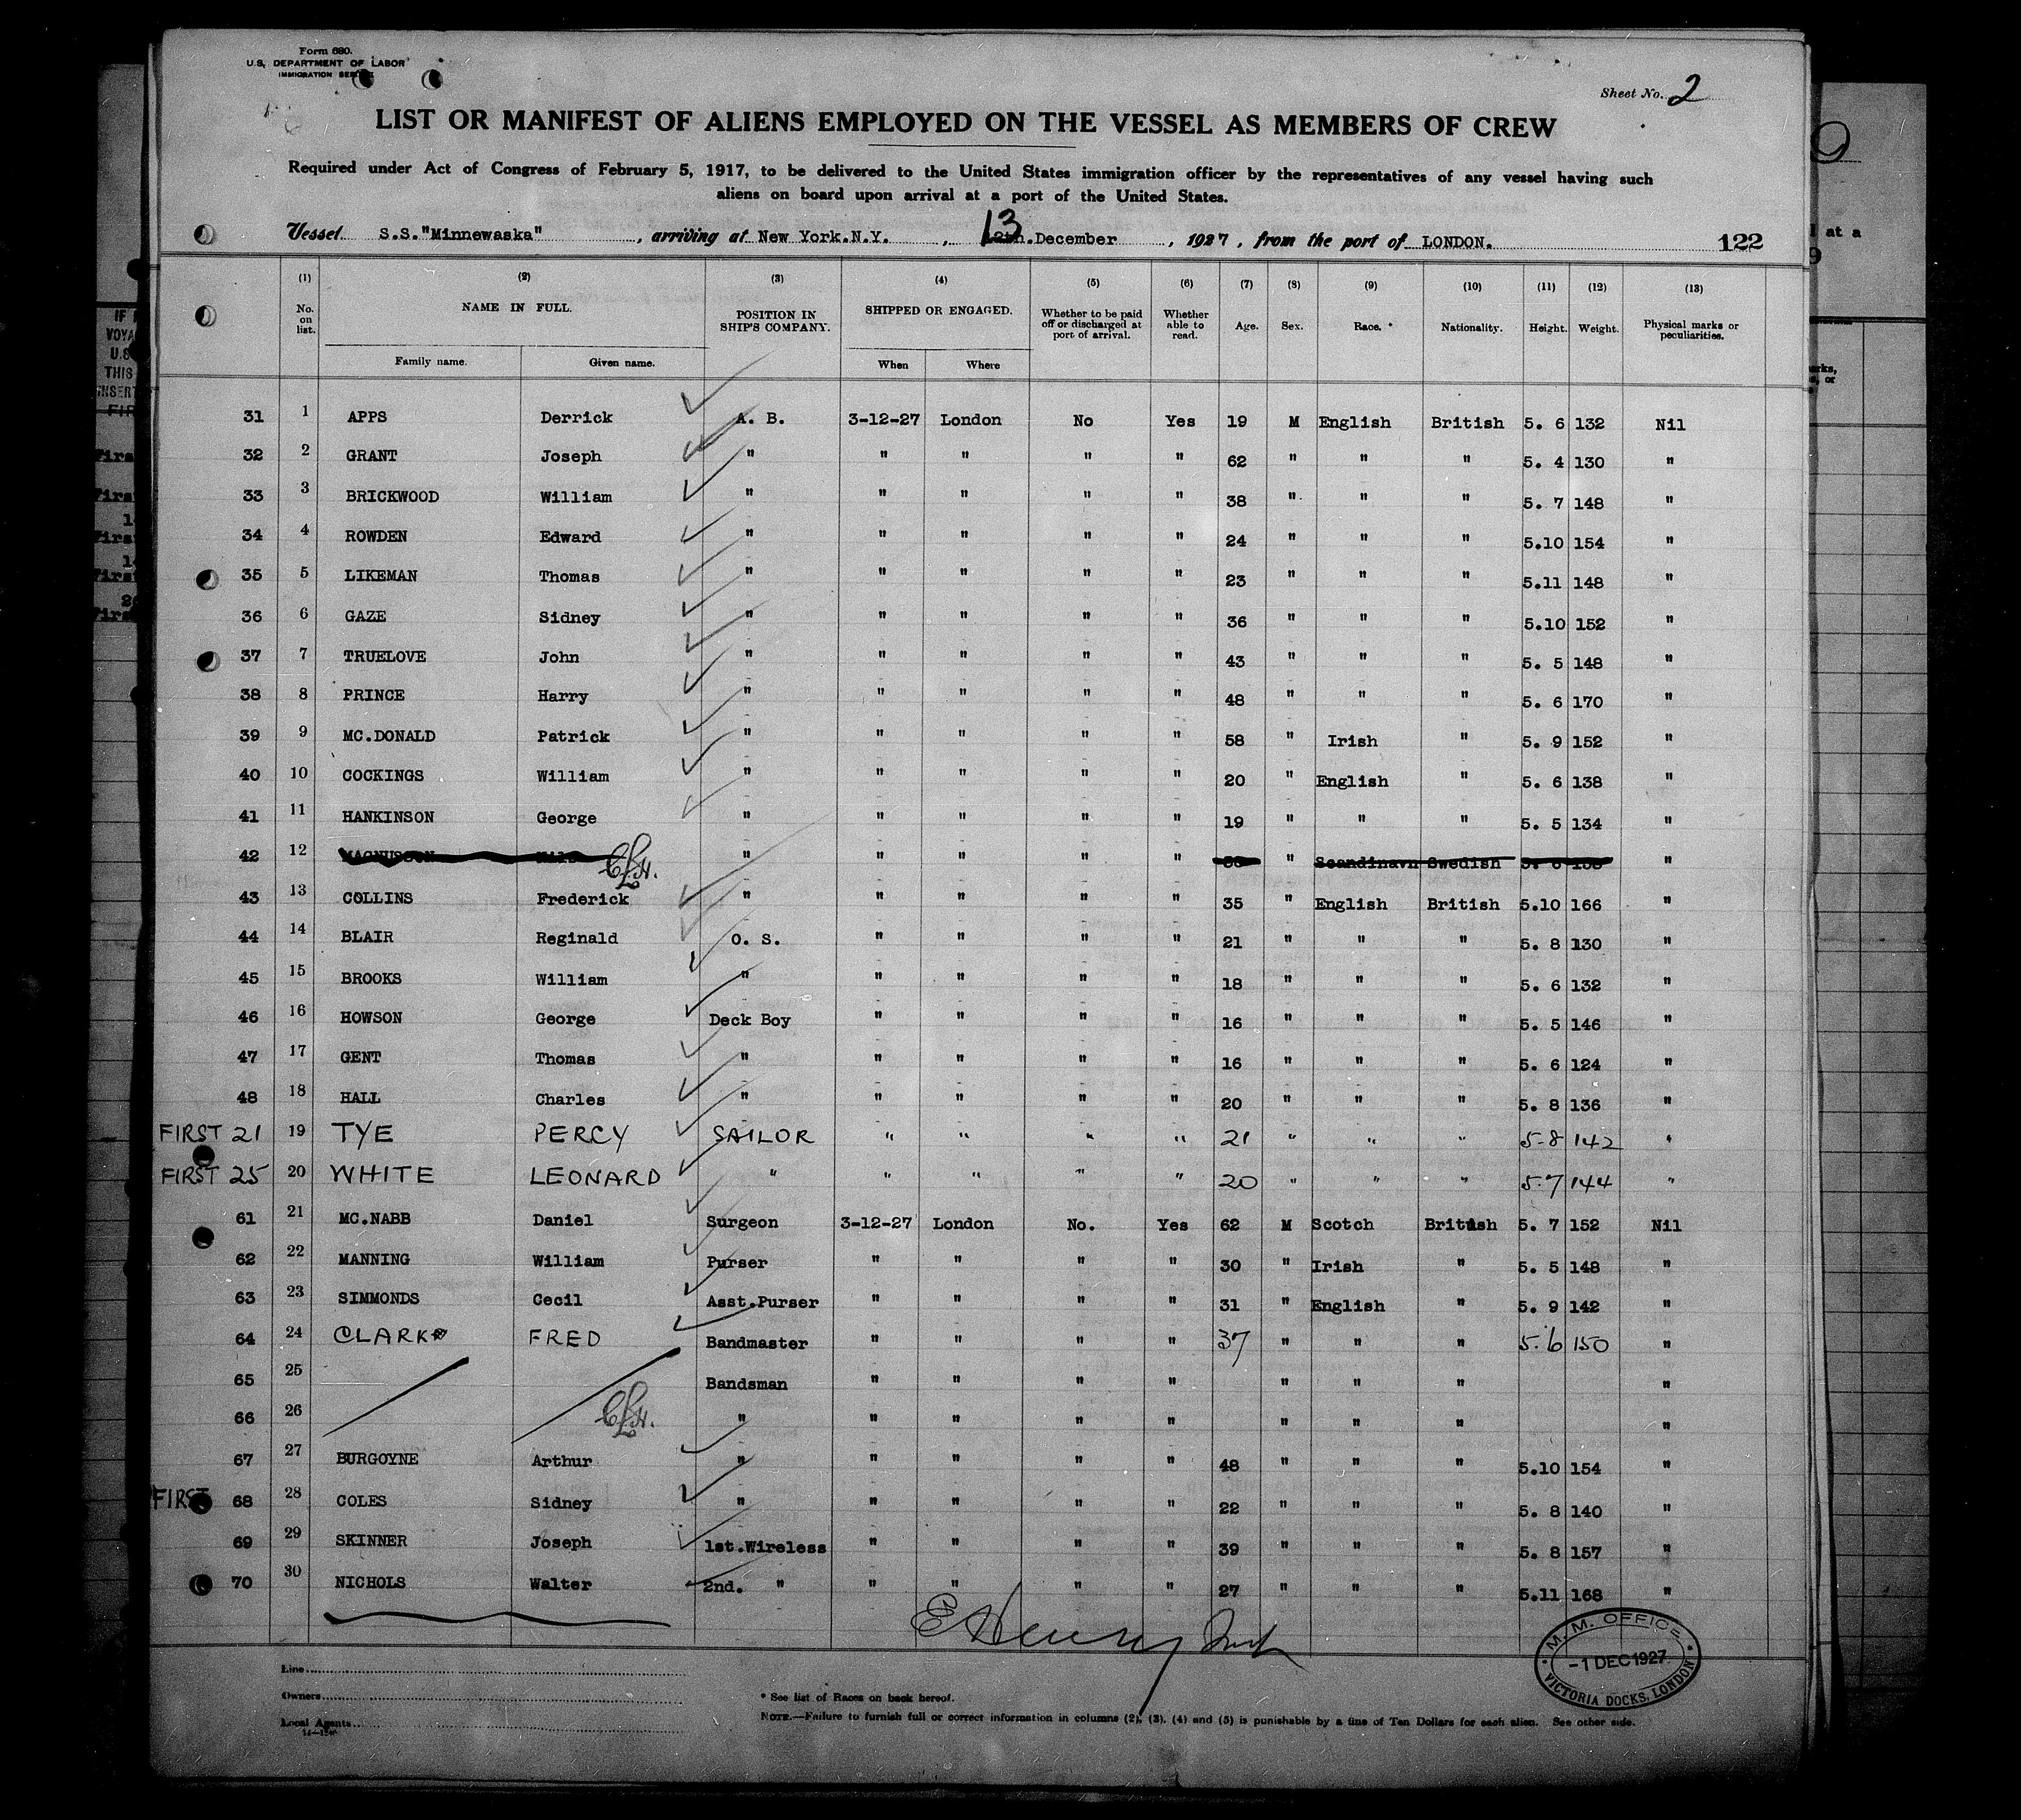 Form 680.
U.S. DEPARTMENT OF LABOR
IMMIGRATION
Sheet No. 2
LIST OR MANIFEST OF ALIENS EMPLOYED ON THE VESSEL AS MEMBERS OF CREW
Required under Act of Congress of February 5, 1917, to be delivered to the United States immigration officer by the representatives of any vessel having such
aliens on board upon arrival at a port of the United States.
Vessel S.S."Minnewaska", arriving at New York.N.Y., 13 December, 1927, from the port of LONDON. 122
(1) (2) (3) (4) (5) (6) (7) (8) (9) (10) (11) (12) (13)
No. on list. NAME IN FULL. POSITION IN SHIP'S COMPANY. SHIPPED OR ENGAGED. Whether to be paid off or discharged at port of arrival. Whether able to read. Age. Sex. Race. * Nationality. Height. Weight. Physical marks or peculiarities.
Family name. Given name. When Where
31 1 APPS Derrick A. B. 3-12-27 London No Yes 19 M English British 5. 6 132 Nil
32 2 GRANT Joseph " " " " " 62 " " " 5. 4 130 "
33 3 BRICKWOOD William " " " " " 38 " " " 5. 7 148 "
34 4 ROWDEN Edward " " " " " 24 " " " 5.10 154 "
35 5 LIKEMAN Thomas " " " " " 23 " " " 5.11 148 "
36 6 GAZE Sidney " " " " " 36 " " " 5.10 152 "
37 7 TRUELOVE John " " " " " 43 " " " 5. 5 148 "
38 8 PRINCE Harry " " " " " 48 " " " 5. 6 170 "
39 9 MC.DONALD Patrick " " " " " 58 " Irish " 5. 9 152 "
40 10 COCKINGS William " " " " " 20 " English " 5. 6 138 "
41 11 HANKINSON George " " " " " 19 " " " 5. 5 134 "
42 12 MAGNUSSON " " " " " " Scandinavn Swedish "
43 13 COLLINS Frederick " " " " " 35 " English British 5.10 166 "
44 14 BLAIR Reginald O. S. " " " " 21 " " " 5. 8 130 "
45 15 BROOKS William " " " " " 18 " " " 5. 6 132 "
46 16 HOWSON George Deck Boy " " " " 16 " " " 5. 5 146 "
47 17 GENT Thomas " " " " " 16 " " " 5. 6 124 "
48 18 HALL Charles " " " " " 20 " " " 5. 8 136 "
FIRST 21 19 TYE PERCY SAILOR " " " " 21 " " " 5-8 142 "
FIRST 25 20 WHITE LEONARD " " " " " 20 " " " 5.7 144 "
61 21 MC.NABB Daniel Surgeon 3-12-27 London No. Yes 62 M Scotch British 5. 7 152 Nil
62 22 MANNING William Purser " " " " 30 " Irish " 5. 5 148 "
63 23 SIMMONDS Cecil Asst.Purser " " " " 31 " English " 5. 9 142 "
64 24 CLARK FRED Bandmaster " " " " 37 " " " 5.6 150 "
65 25 Bandsman " " " " " " " "
66 26 " " " " " " " " "
67 27 BURGOYNE Arthur " " " " " 48 " " " 5.10 154 "
FIRST 68 28 COLES Sidney " " " " " 22 " " " 5. 8 140 "
69 29 SKINNER Joseph 1st.Wireless " " " " 39 " " " 5. 8 157 "
70 30 NICHOLS Walter 2nd. " " " " " 27 " " " 5.11 168 "
M. M. OFFICE
-1 DEC 1927
VICTORIA DOCKS, LONDON
Line
Owners
Local Agents
* See list of Races on back hereof.
NOTE.—Failure to furnish full or correct information in columns (2), (3), (4) and (5) is punishable by a fine of Ten Dollars for each alien. See other side.